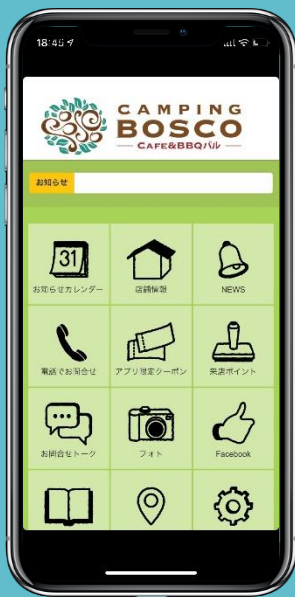 18:45
CAMPING
BOSCO
CAFE&BBQバル
お知らせ
31
お知らせカレンダー
店舗情報
NEWS
電話でお問合せ
アプリ限定クーポン
来店ポイント
お問合せトーク
フォト
Facebook